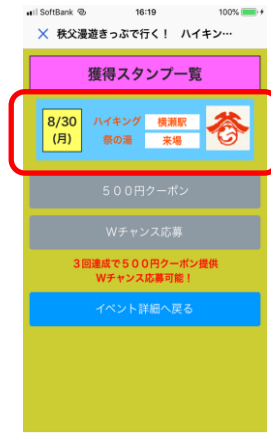 SoftBank 16:19 100%
× 秩父漫遊きっぷで行く! ハイキン…
獲得スタンプ一覧
8/30 ハイキング 横瀬駅
(月) 祭の湯 来場
500円クーポン
Wチャンス応募
3回達成で500円クーポン提供
Wチャンス応募可能!
イベント詳細へ戻る